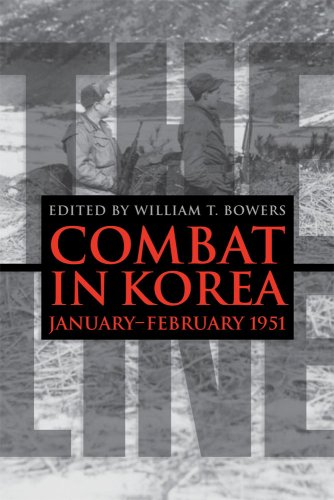 THE
EDITED BY WILLIAM T. BOWERS
COMBAT
IN KOREA
JANUARY–FEBRUARY 1951
LINE